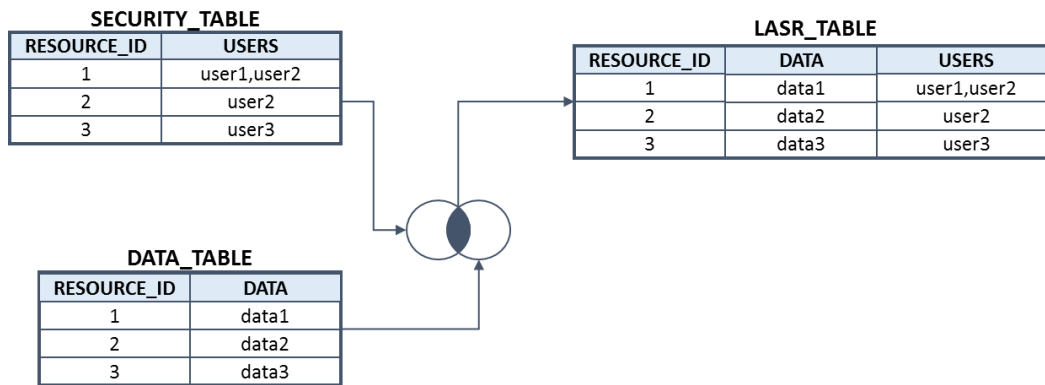 SECURITY_TABLE
RESOURCE_ID USERS
1 user1,user2
2 user2
3 user3
LASR_TABLE
RESOURCE_ID DATA USERS
1 data1 user1,user2
2 data2 user2
3 data3 user3
DATA_TABLE
RESOURCE_ID DATA
1 data1
2 data2
3 data3